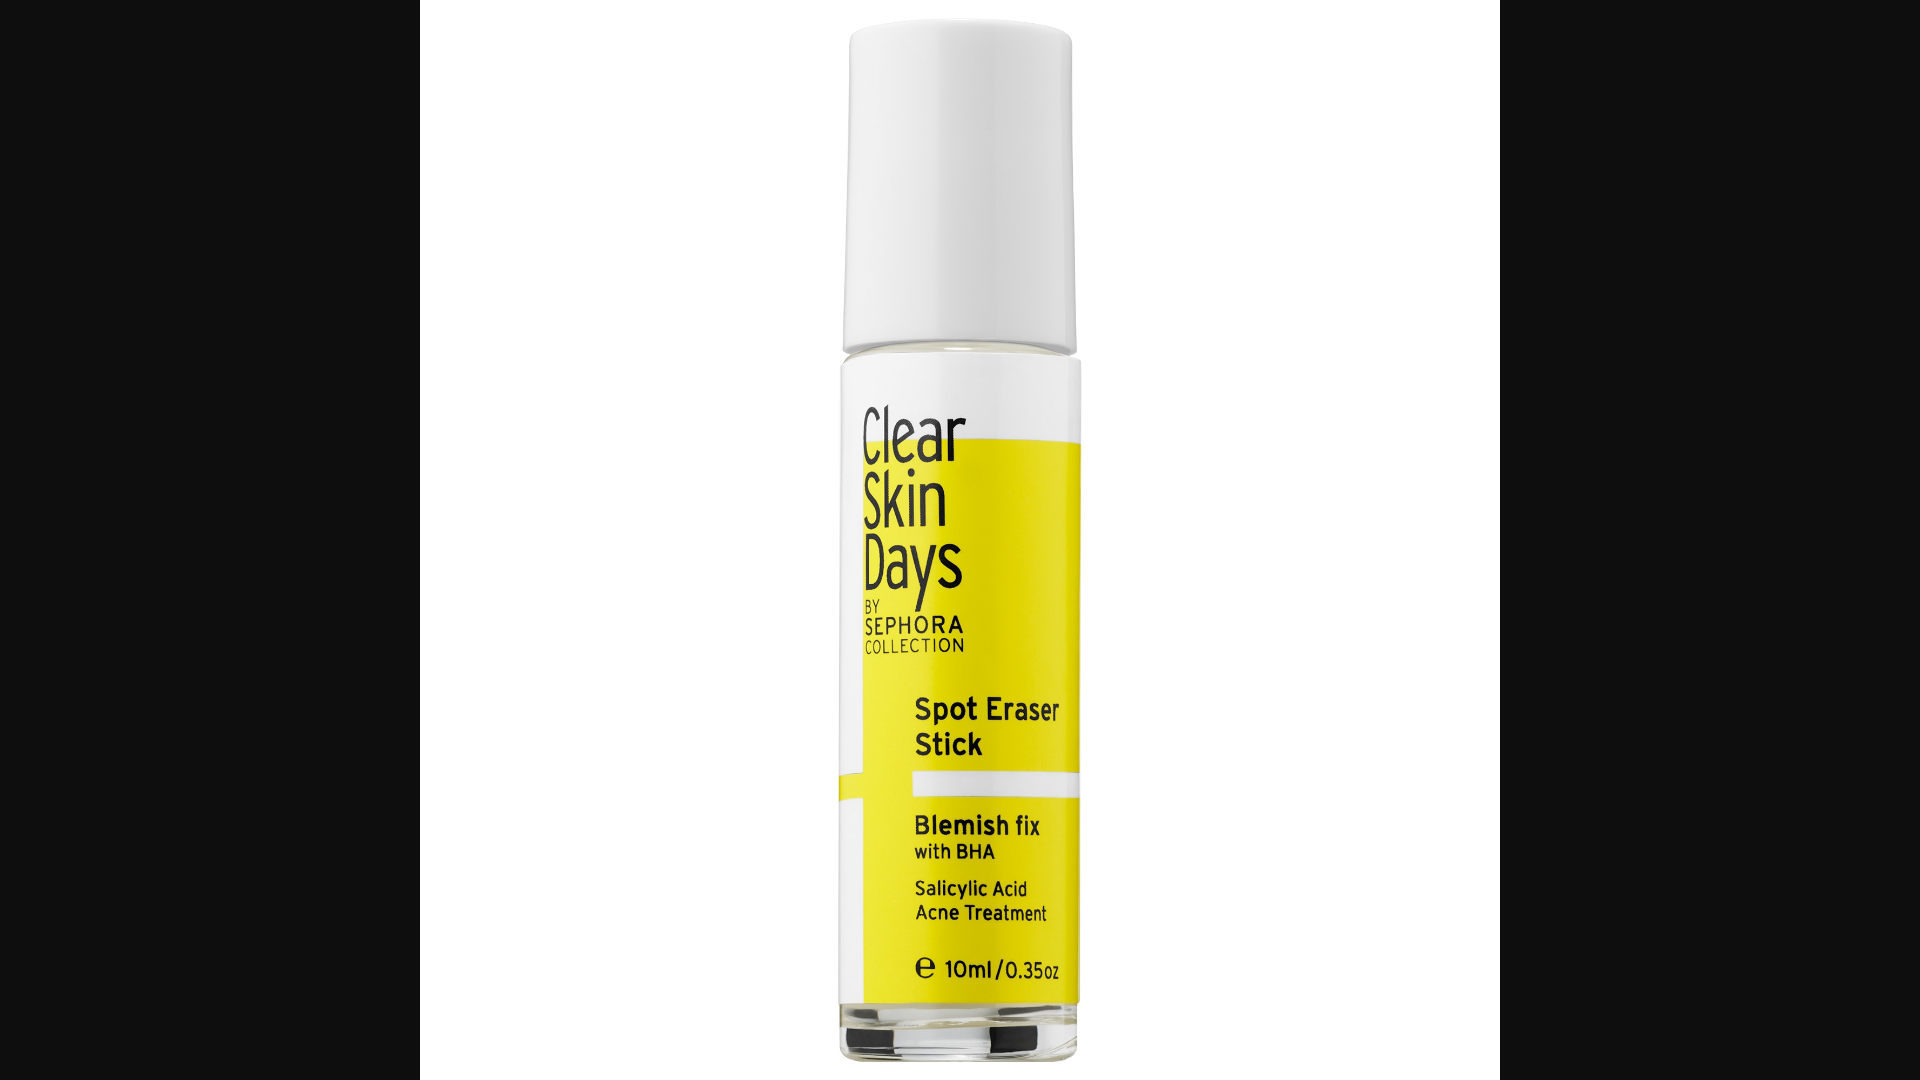 Clear
Skin
Days
BY
SEPHORA
COLLECTION
Spot Eraser
Stick
Blemish fix
with BHA
Salicylic Acid
Acne Treatment
℮ 10ml/0.35oz